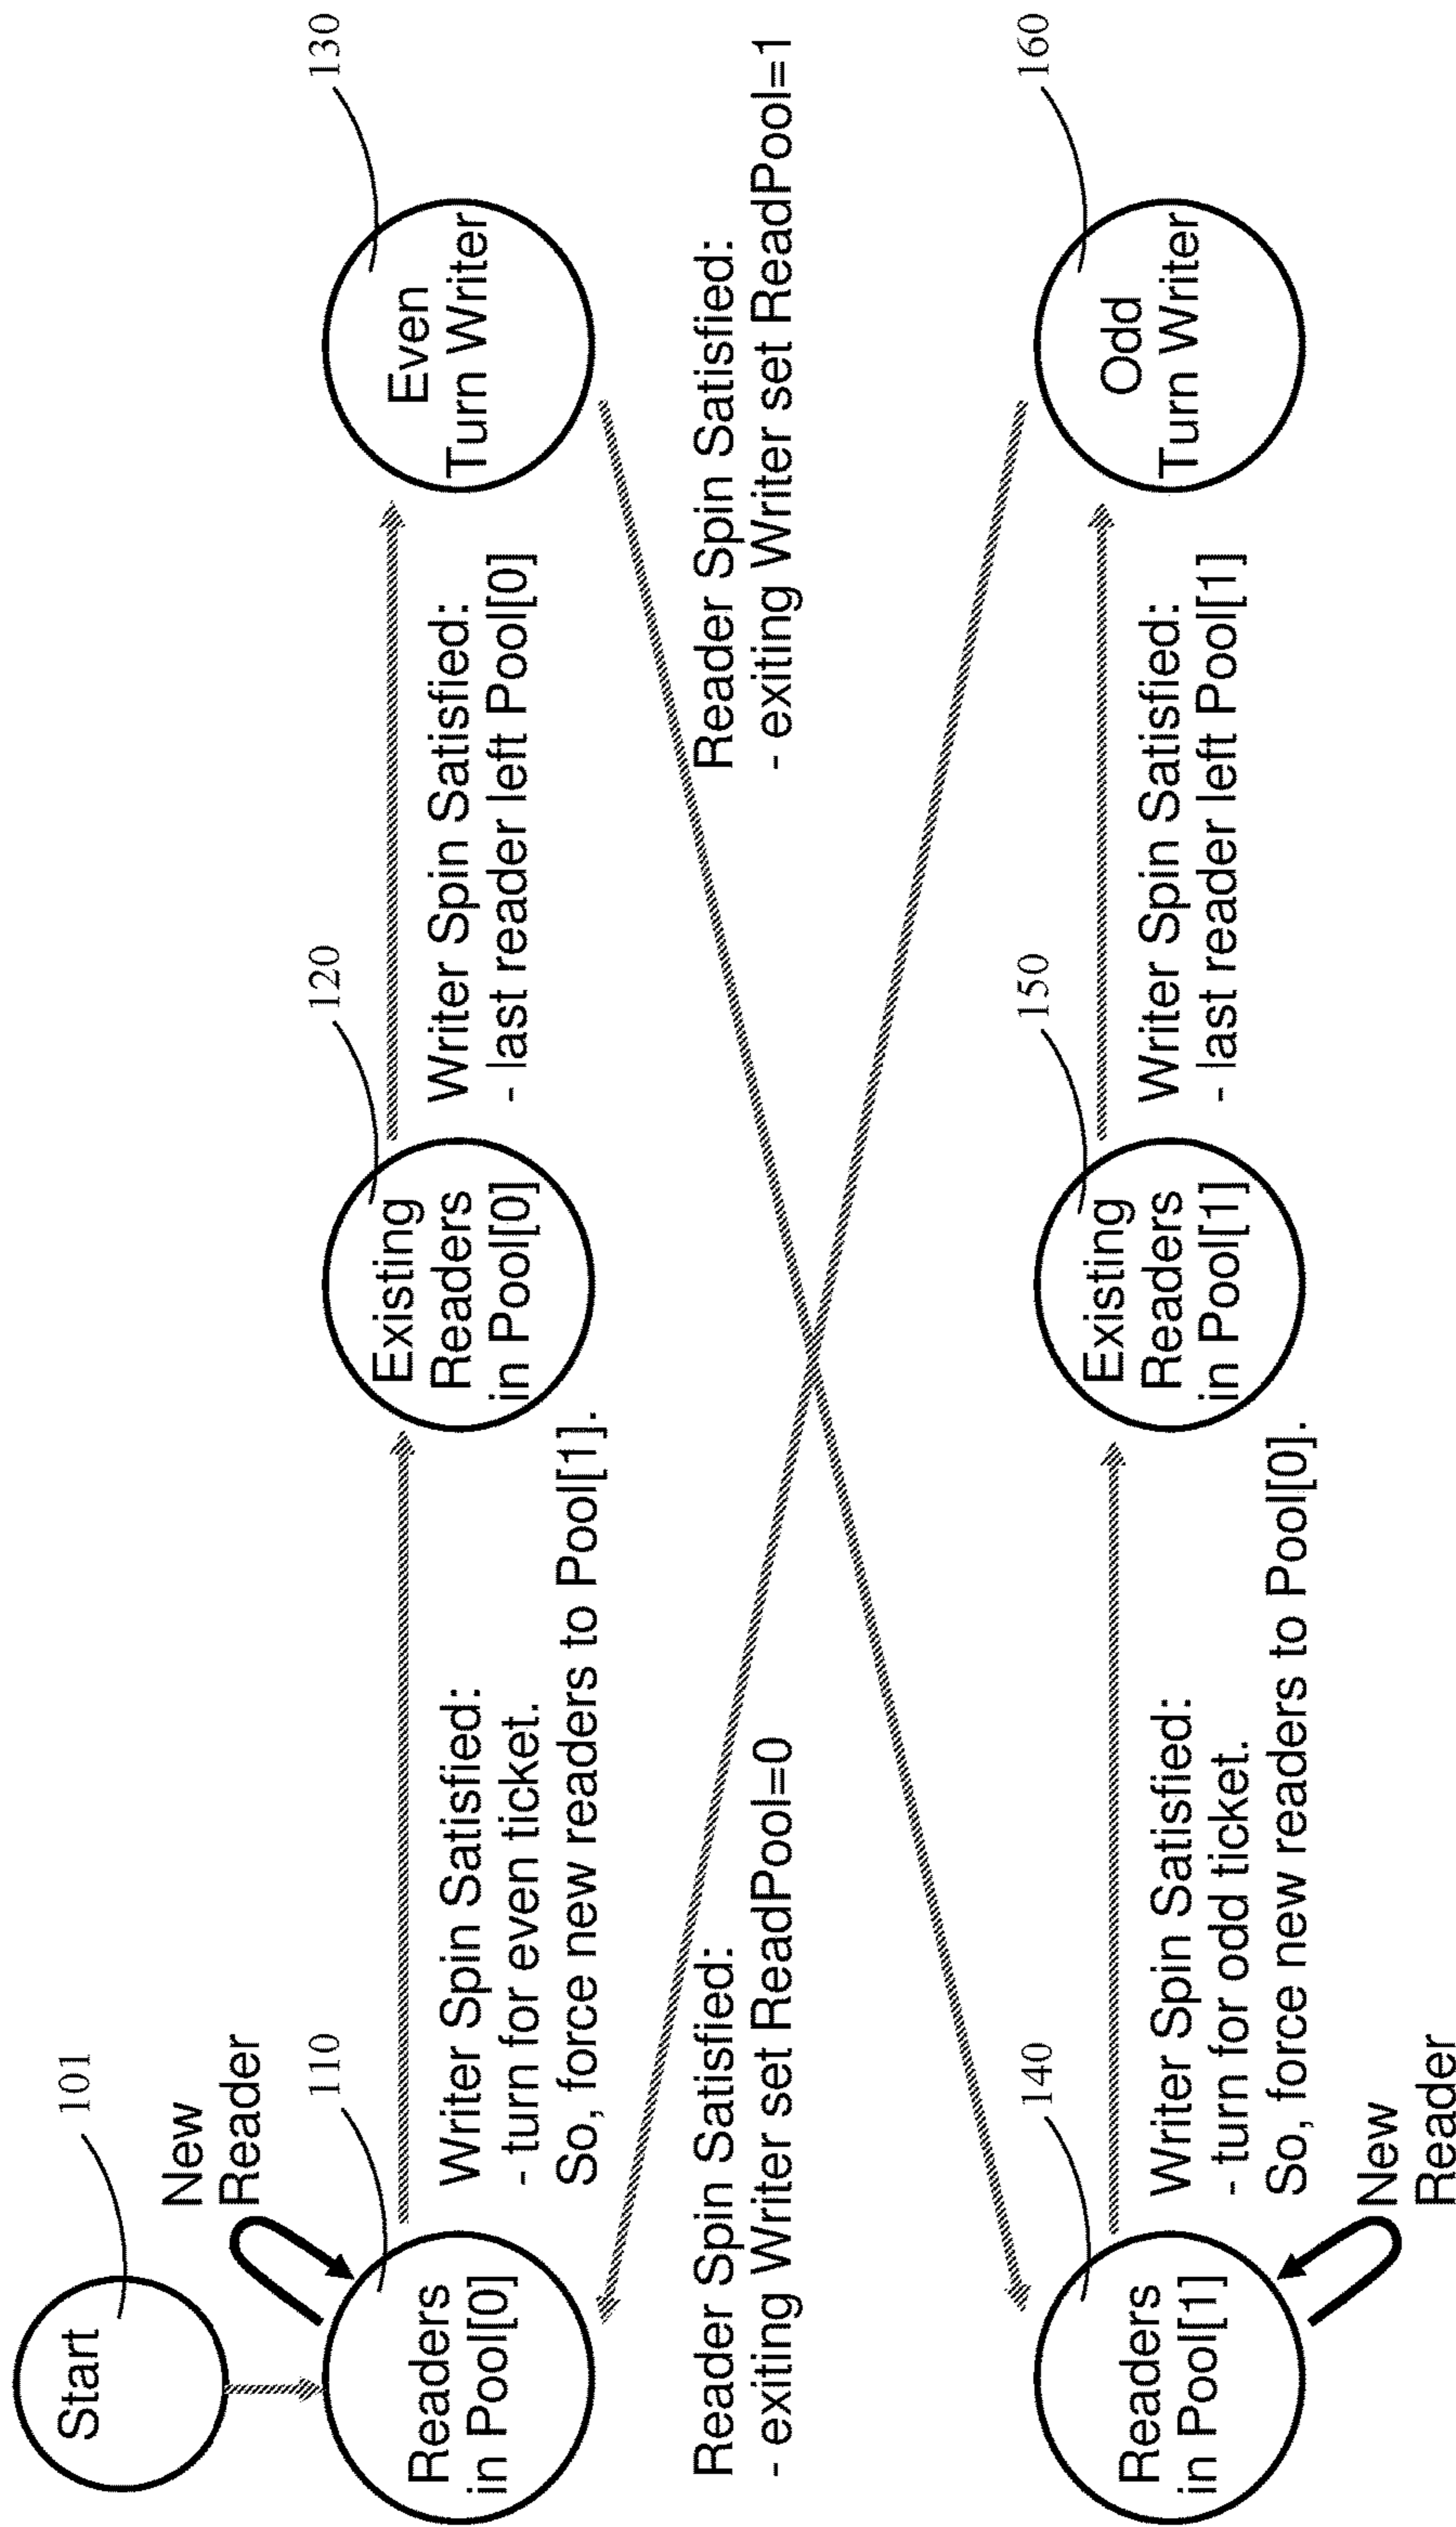 Start
101
New
Reader
110
Readers
in Pool[0]
Writer Spin Satisfied:
- turn for even ticket.
So, force new readers to Pool[1].
120
Existing
Readers
in Pool[0]
Writer Spin Satisfied:
- last reader left Pool[0]
130
Even
Turn Writer
Reader Spin Satisfied:
- exiting Writer set ReadPool=0
Reader Spin Satisfied:
- exiting Writer set ReadPool=1
140
Readers
in Pool[1]
New
Reader
Writer Spin Satisfied:
- turn for odd ticket.
So, force new readers to Pool[0].
150
Existing
Readers
in Pool[1]
Writer Spin Satisfied:
- last reader left Pool[1]
160
Odd
Turn Writer